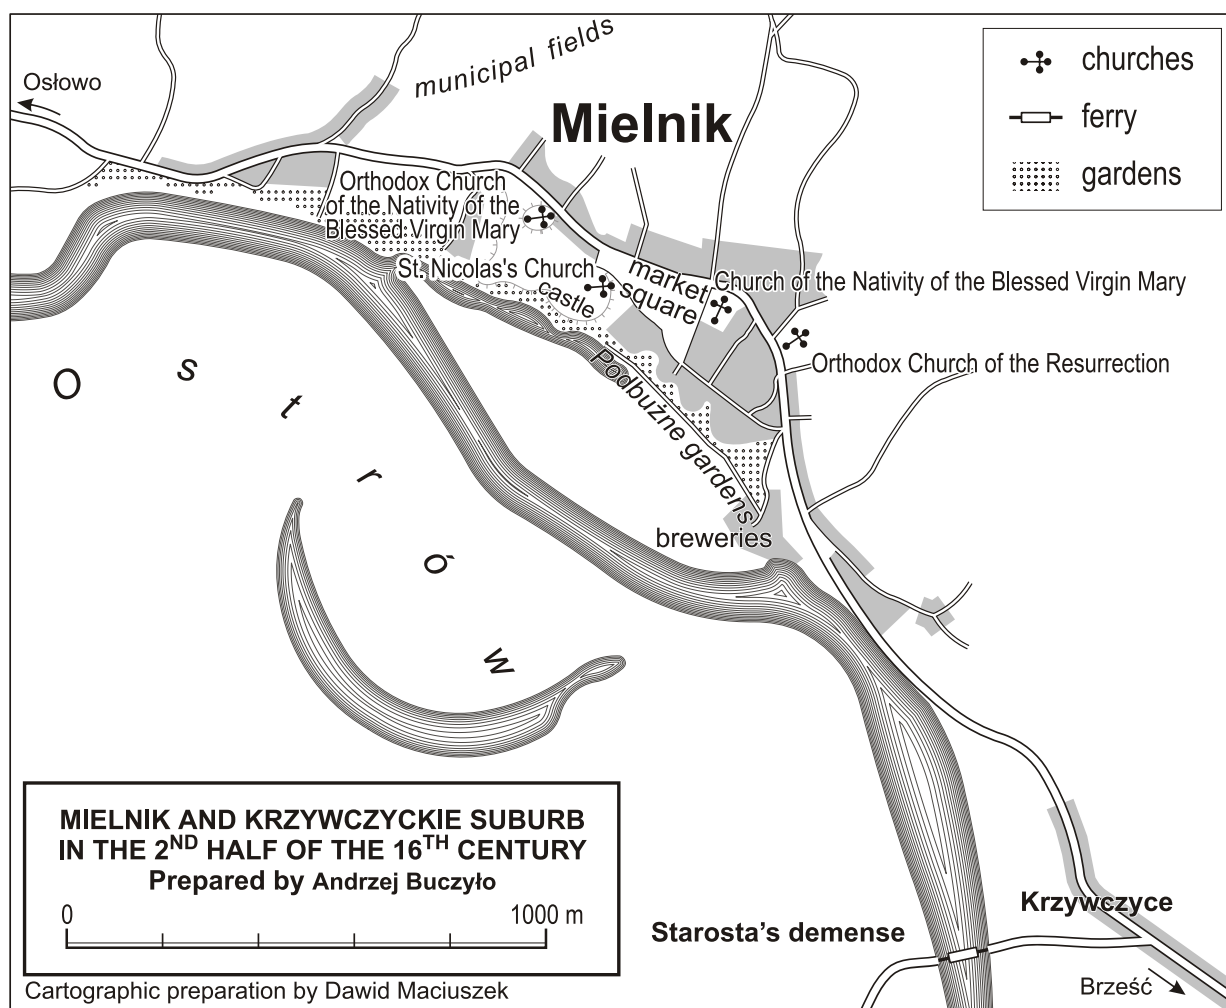 Osłowo
municipal fields
Mielnik
churches
ferry
gardens
Orthodox Church
of the Nativity of the
Blessed Virgin Mary
St. Nicolas's Church
castle
market
square
Church of the Nativity of the Blessed Virgin Mary
Orthodox Church of the Resurrection
Podbużne gardens
breweries
Ostrów
MIELNIK AND KRZYWCZYCKIE SUBURB
IN THE 2ND HALF OF THE 16TH CENTURY
Prepared by Andrzej Buczyło
0 1000 m
Starosta's demense
Krzywczyce
Brześć
Cartographic preparation by Dawid Maciuszek